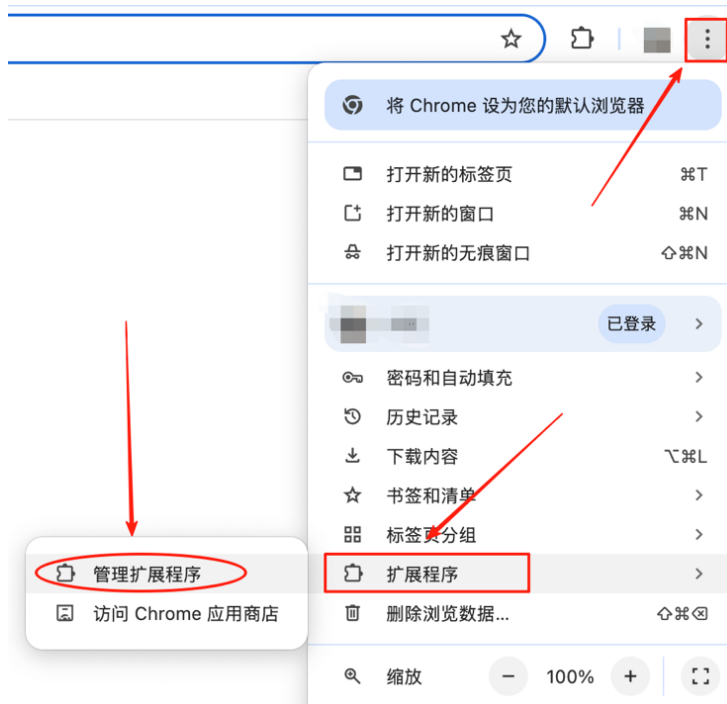 将 Chrome 设为您的默认浏览器
打开新的标签页 ⌘T
打开新的窗口 ⌘N
打开新的无痕窗口 ⇧⌘N
已登录
密码和自动填充
历史记录
下载内容 ⌥⌘L
书签和清单
标签页分组
扩展程序
管理扩展程序
访问 Chrome 应用商店
删除浏览数据... ⇧⌘⌫
缩放 − 100% +